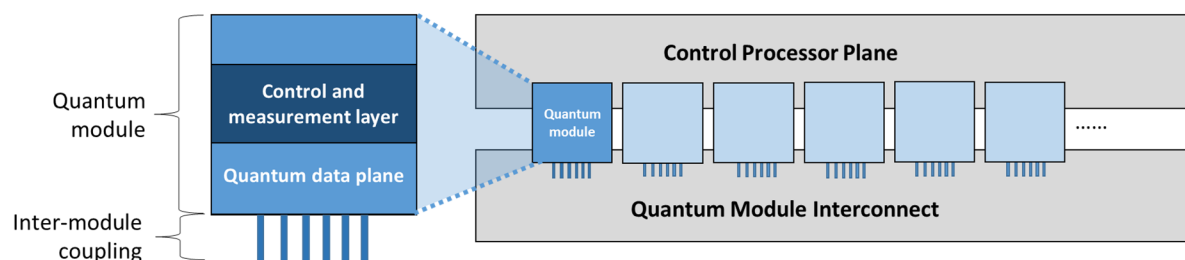 Quantum
module
Inter-module
coupling
Control and
measurement layer
Quantum data plane
Control Processor Plane
Quantum
module
......
Quantum Module Interconnect